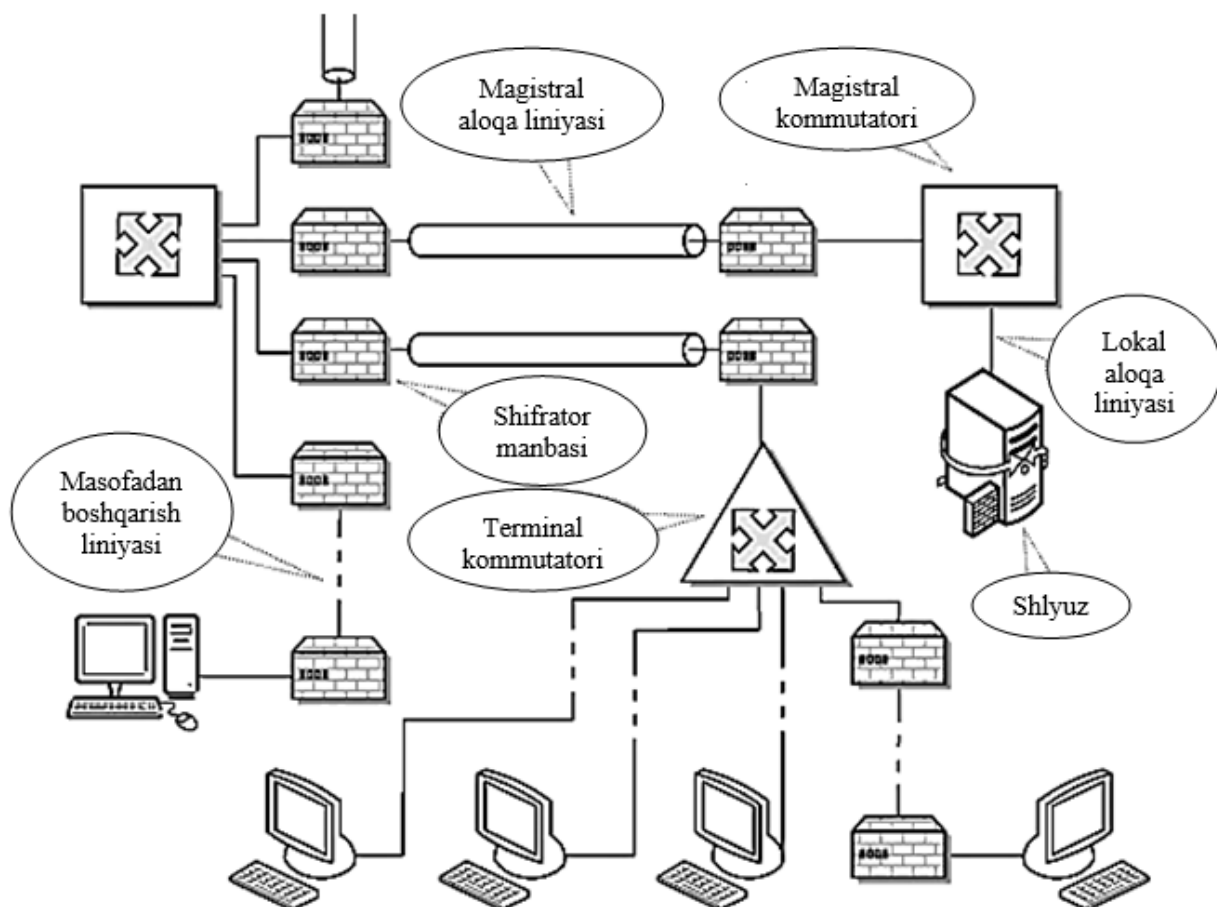 Magistral
aloqa liniyasi
Magistral
kommutatori
Lokal
aloqa
liniyasi
Shifrator
manbasi
Masofadan
boshqarish
liniyasi
Terminal
kommutatori
Shlyuz